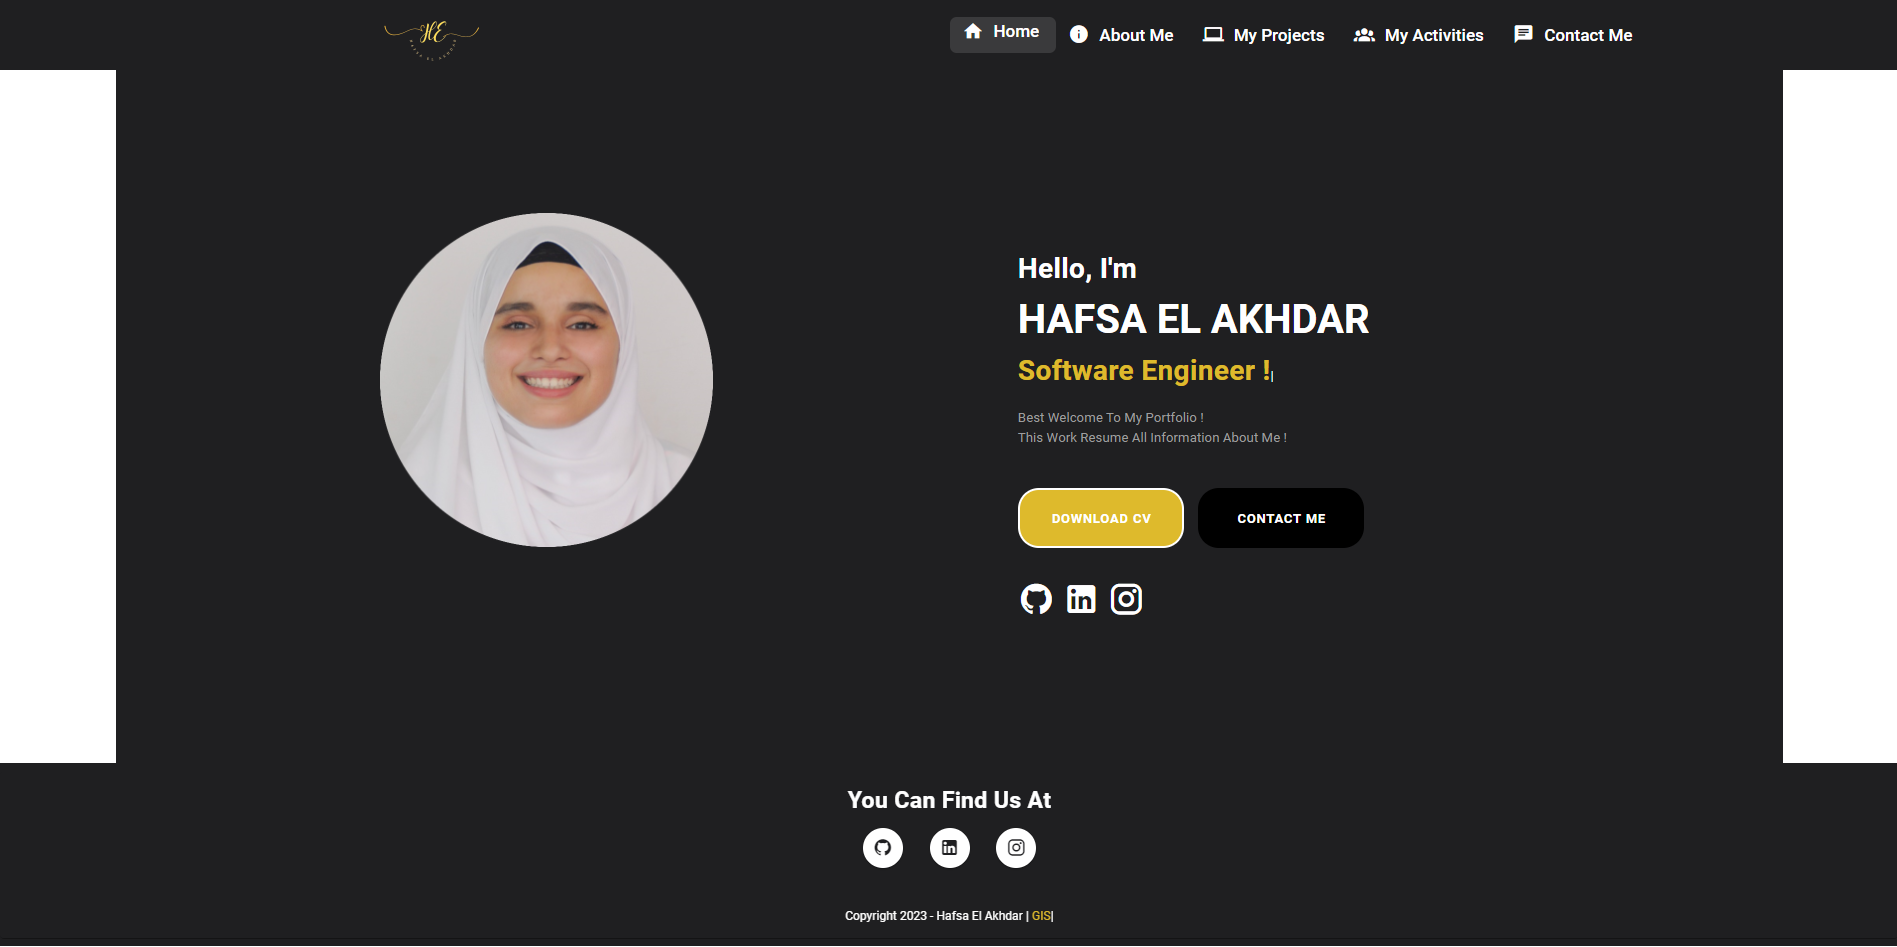 HE
Home
About Me
My Projects
My Activities
Contact Me
Hello, I'm
HAFSA EL AKHDAR
Software Engineer !|
Best Welcome To My Portfolio !
This Work Resume All Information About Me !
DOWNLOAD CV
CONTACT ME
You Can Find Us At
Copyright 2023 - Hafsa El Akhdar | GIS|